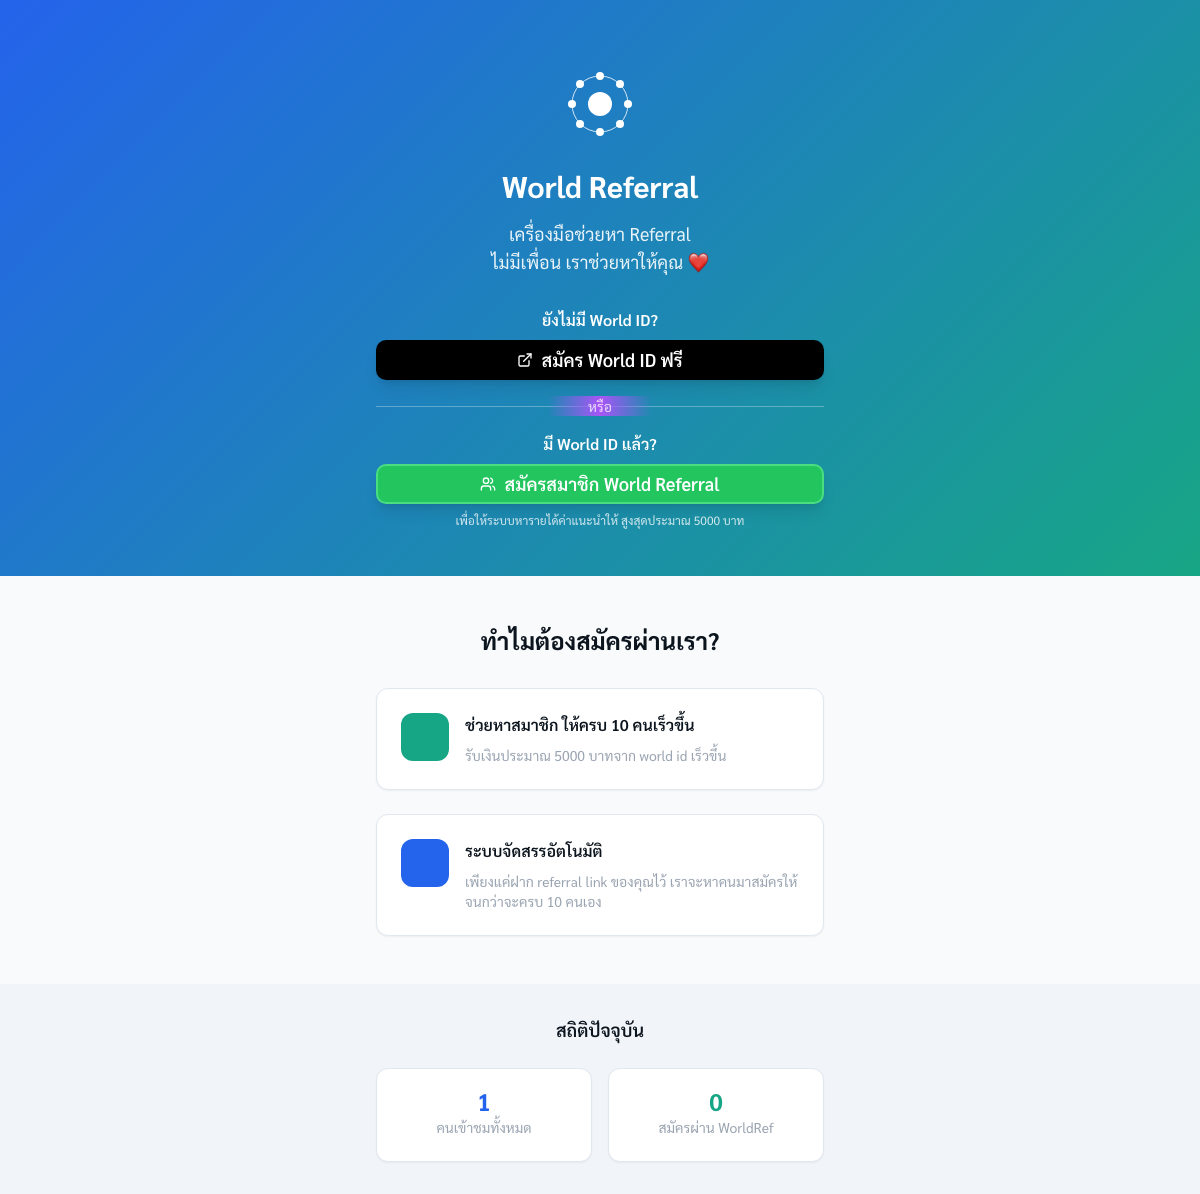 World Referral
เครื่องมือช่วยหา Referral
ไม่มีเพื่อน เราช่วยหาให้คุณ ❤️
ยังไม่มี World ID?
สมัคร World ID ฟรี
หรือ
มี World ID แล้ว?
สมัครสมาชิก World Referral
เพื่อให้ระบบหารายได้ค่าแนะนำให้ สูงสุดประมาณ 5000 บาท
ทำไมต้องสมัครผ่านเรา?
ช่วยหาสมาชิก ให้ครบ 10 คนเร็วขึ้น
รับเงินประมาณ 5000 บาทจาก world id เร็วขึ้น
ระบบจัดสรรอัตโนมัติ
เพียงแค่ฝาก referral link ของคุณไว้ เราจะหาคนมาสมัครให้
จนกว่าจะครบ 10 คนเอง
สถิติปัจจุบัน
1
คนเข้าชมทั้งหมด
0
สมัครผ่าน WorldRef